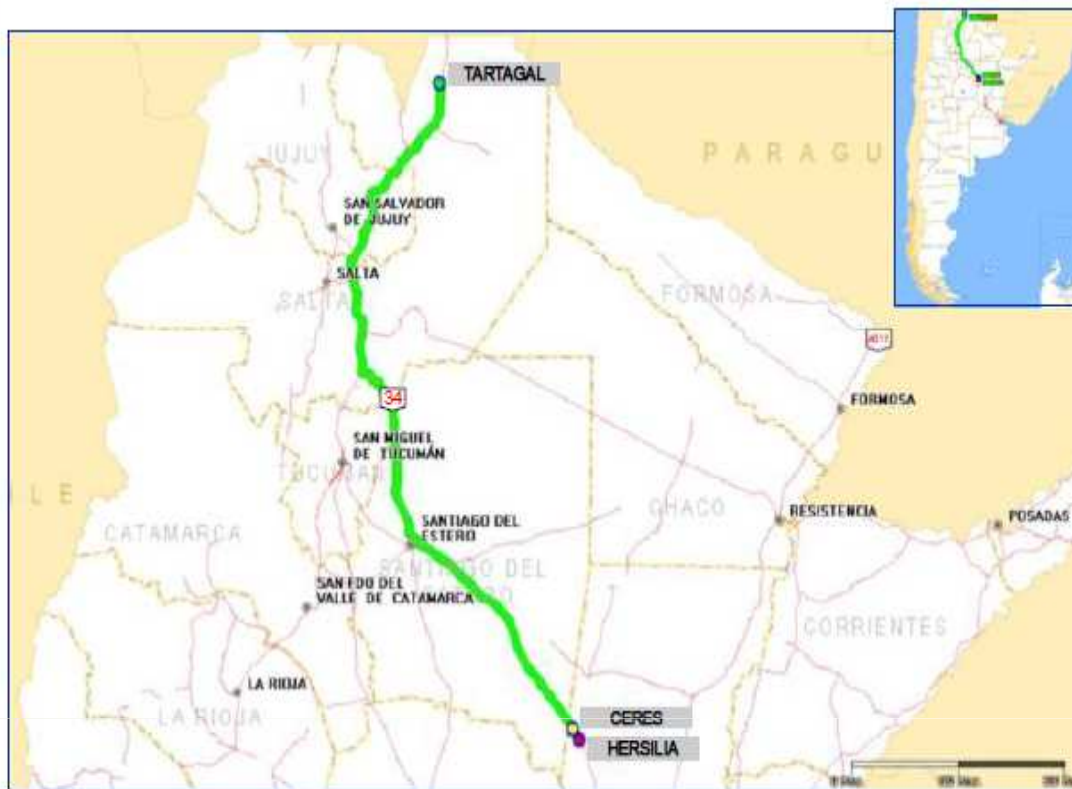 TARTAGAL
PARAGU
JUJUY
SAN SALVADOR
DE JUJUY
SALTA
SALTA
FORMOSA
34
FORMOSA
SAN MIGUEL
DE TUCUMÁN
TUCUMAN
LE
CHACO
RESISTENCIA
POSADAS
CATAMARCA
SANTIAGO DEL
ESTERO
SANTIAGO DEL
SAN FDO DEL
VALLE DE CATAMARCA
CORRIENTES
LA RIOJA
LA RIOJA
CERES
HERSILIA